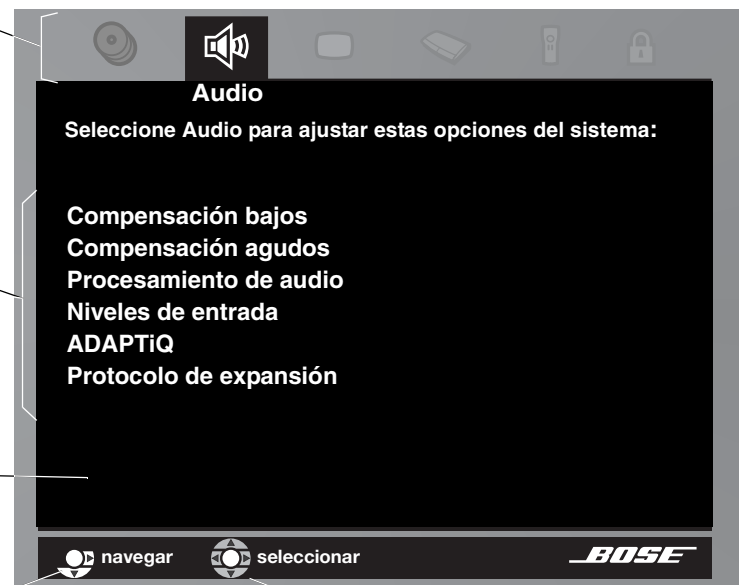 Audio
Seleccione Audio para ajustar estas opciones del sistema:
Compensación bajos
Compensación agudos
Procesamiento de audio
Niveles de entrada
ADAPTiQ
Protocolo de expansión
navegar seleccionar BOSE